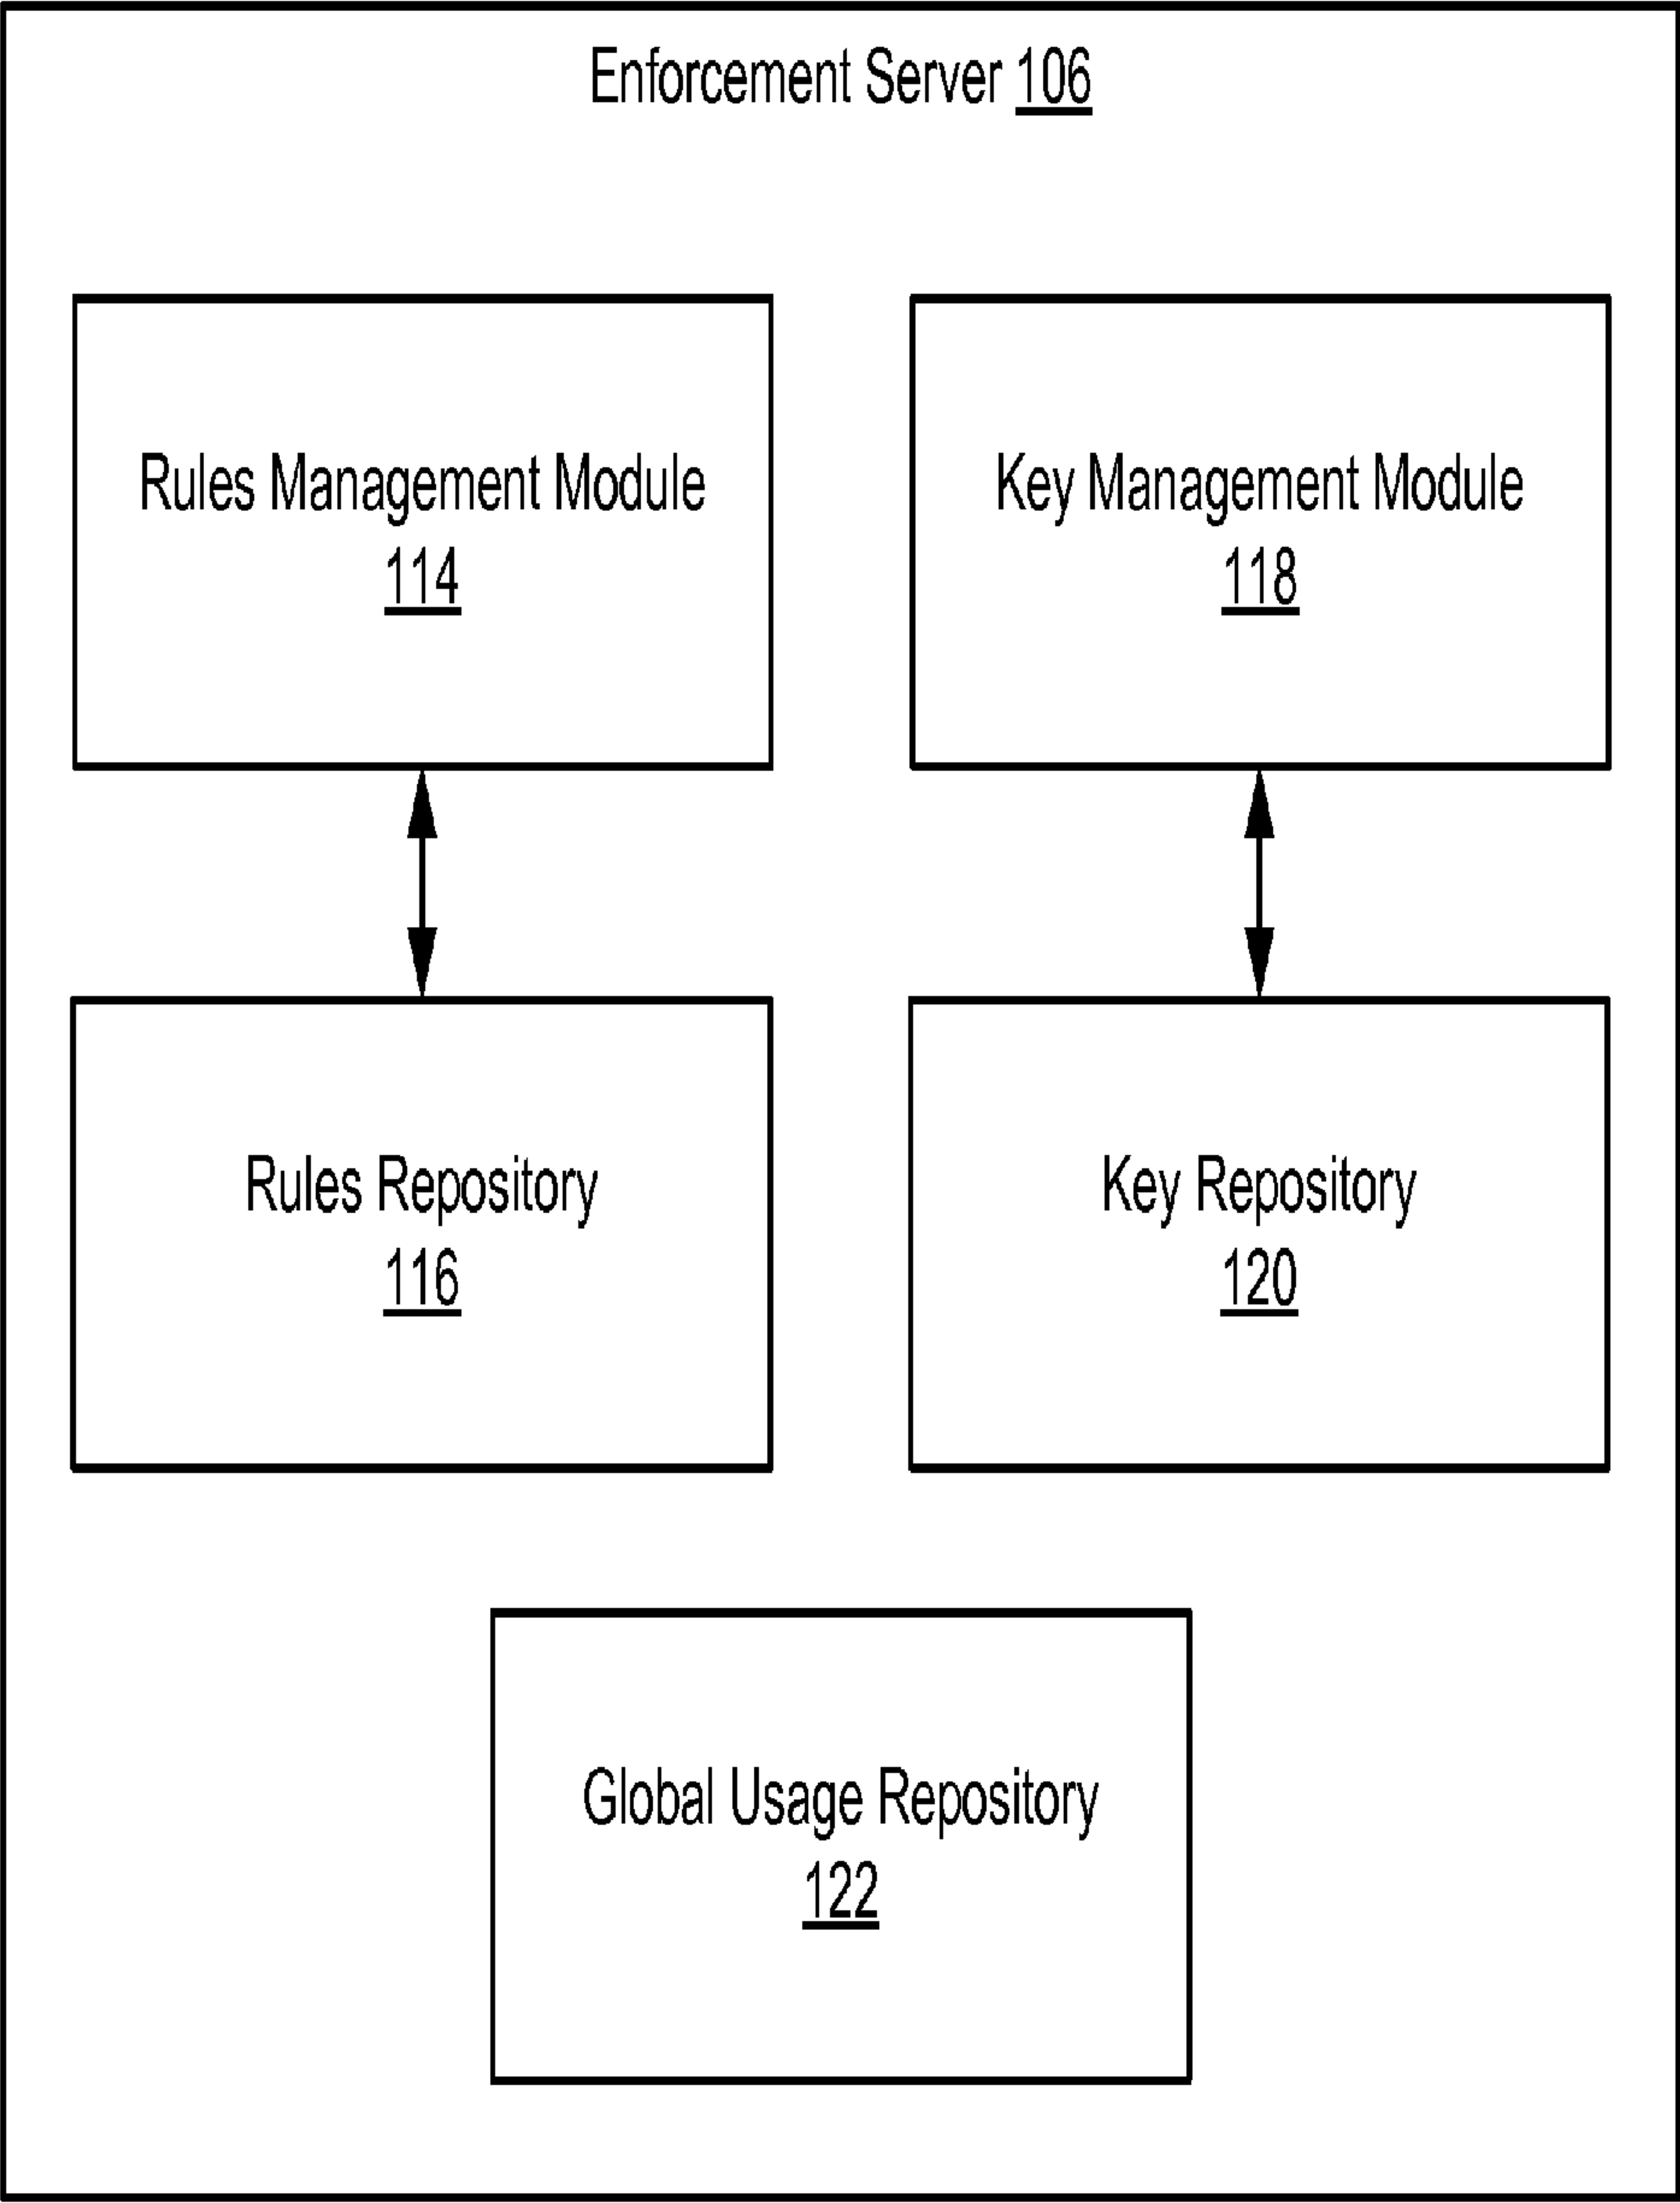 Enforcement Server 106
Rules Management Module
114
Key Management Module
118
Rules Repository
116
Key Repository
120
Global Usage Repository
122